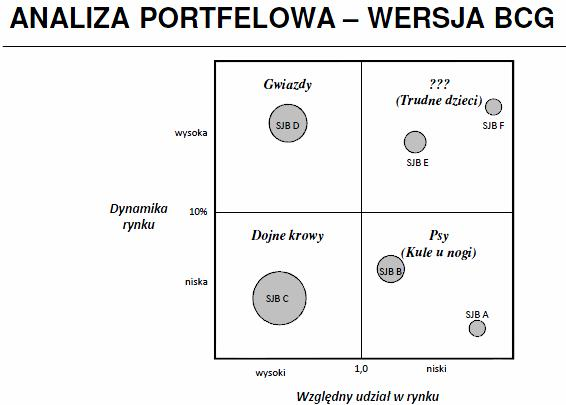 ANALIZA PORTFELOWA – WERSJA BCG
Gwiazdy
???
(Trudne dzieci)
SJB D
SJB F
wysoka
SJB E
Dynamika
rynku
10%
Dojne krowy
Psy
(Kule u nogi)
SJB B
niska
SJB C
SJB A
wysoki
1,0
niski
Względny udział w rynku